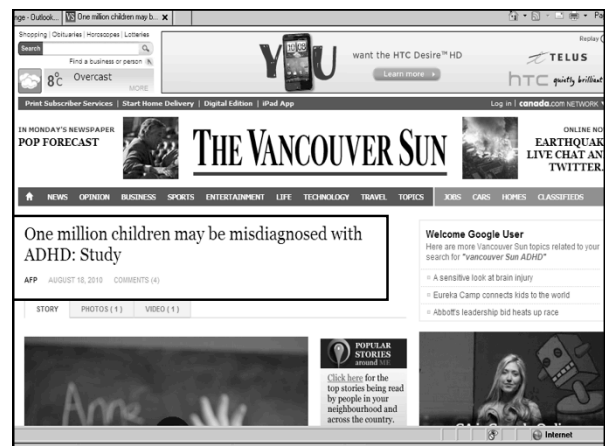 nge - Outlook...
One million children may b...
Shopping | Obituaries | Horoscopes | Lotteries
Search
Find a business or person
8°C Overcast
MORE
YOU
want the HTC Desire™ HD
Learn more
Replay
TELUS
htc quietly brilliant
Print Subscriber Services | Start Home Delivery | Digital Edition | iPad App
Log in | canada.com NETWORK
IN MONDAY'S NEWSPAPER
POP FORECAST
THE VANCOUVER SUN
ONLINE NO
EARTHQUAK
LIVE CHAT AN
TWITTER
NEWS OPINION BUSINESS SPORTS ENTERTAINMENT LIFE TECHNOLOGY TRAVEL TOPICS JOBS CARS HOMES CLASSIFIEDS
One million children may be misdiagnosed with
ADHD: Study
AFP AUGUST 18, 2010 COMMENTS (4)
STORY PHOTOS ( 1 ) VIDEO ( 1 )
Welcome Google User
Here are more Vancouver Sun topics related to your
search for "vancouver Sun ADHD"
A sensitive look at brain injury
Eureka Camp connects kids to the world
Abbott's leadership bid heats up race
POPULAR
STORIES
around ME
Click here for the
top stories being read
by people in your
neighbourhood and
across the country.
Anne
Internet